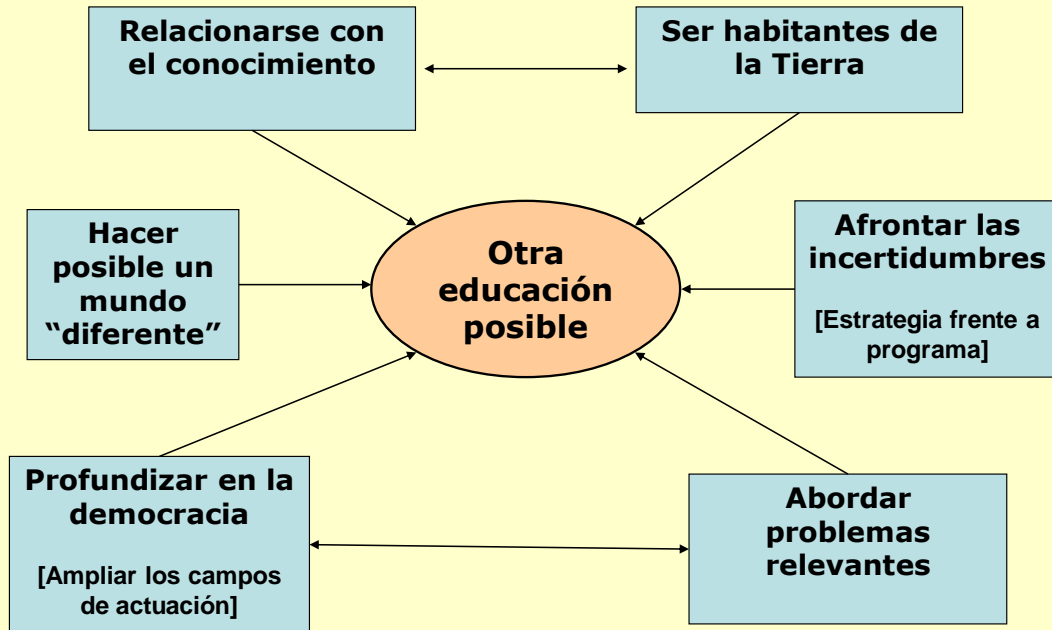 Relacionarse con
el conocimiento
Ser habitantes de
la Tierra
Hacer
posible un
mundo
“diferente”
Otra
educación
posible
Afrontar las
incertidumbres
[Estrategia frente a
programa]
Profundizar en la
democracia
[Ampliar los campos
de actuación]
Abordar
problemas
relevantes